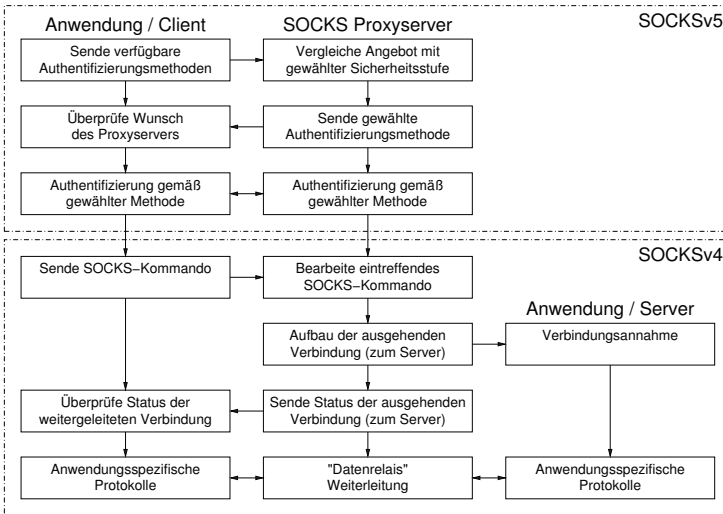 Anwendung / Client
SOCKS Proxyserver
SOCKSv5
Sende verfügbare
Authentifizierungsmethoden
Vergleiche Angebot mit
gewählter Sicherheitsstufe
Überprüfe Wunsch
des Proxyservers
Sende gewählte
Authentifizierungsmethode
Authentifizierung gemäß
gewählter Methode
Authentifizierung gemäß
gewählter Methode
SOCKSv4
Sende SOCKS−Kommando
Bearbeite eintreffendes
SOCKS−Kommando
Anwendung / Server
Aufbau der ausgehenden
Verbindung (zum Server)
Verbindungsannahme
Überprüfe Status der
weitergeleiteten Verbindung
Sende Status der ausgehenden
Verbindung (zum Server)
Anwendungsspezifische
Protokolle
"Datenrelais"
Weiterleitung
Anwendungsspezifische
Protokolle